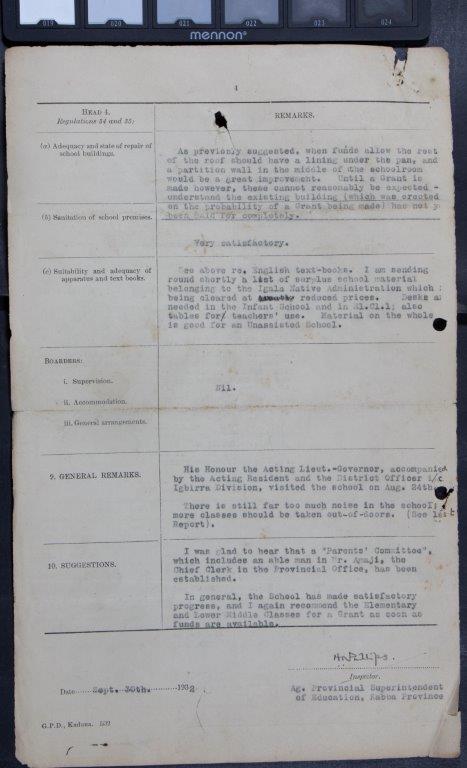 019 020 021 022 023 024
mennon
4
HEAD 4.
Regulations 34 and 35:
REMARKS.
(a) Adequacy and state of repair of
school buildings.
As previously suggested, when funds allow the rest
of the roof should have a lining under the pan, and
a partition wall in the middle of the schoolroom
would be a great improvement. Until a Grant is
made however, these cannot reasonably be expected -
understand the existing building (which was erected
on the probability of a Grant being made) has not y
been paid for completely.
(b) Sanitation of school premises.
Very satisfactory.
(c) Suitability and adequacy of
apparatus and text books.
See above re. English text-books. I am sending
round shortly a list of surplus school material
belonging to the Igala Native Administration which
being cleared at reduced prices. Desks a
needed in the Infant School and in El.Cl.1; also
tables for teachers' use. Material on the whole
is good for an Unassisted School.
BOARDERS:
i. Supervision.
ii. Accommodation.
iii. General arrangements.
Nil.
9. GENERAL REMARKS.
His Honour the Acting Lieut.-Governor, accompanied
by the Acting Resident and the District Officer i/c
Igbirra Division, visited the school on Aug. 24th
There is still far too much noise in the school;
more classes should be taken out-of-doors. (See last
Report).
10. SUGGESTIONS.
I was glad to hear that a "Parents' Committee",
which includes an able man in Mr. the
Chief Clerk in the Provincial Office, has been
established.
In general, the School has made satisfactory
progress, and I again recommend the Elementary
and Lower Middle Classes for a Grant as soon as
funds are available.
Inspector.
Date Sept. 30th. 1932
Ag. Provincial Superintendent
of Education, Kabba Province
G.P.D., Kaduna.